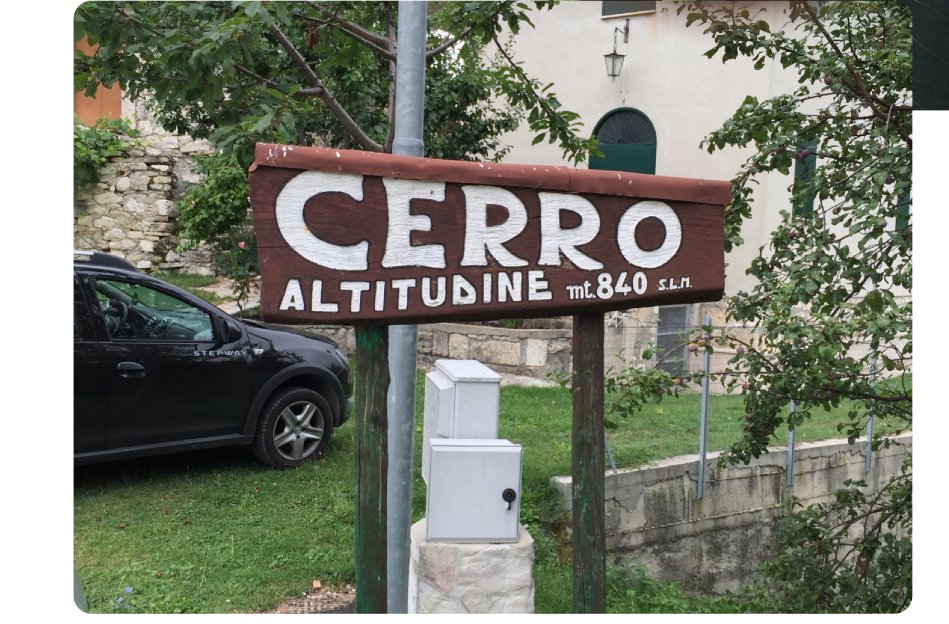 CERRO
ALTITUDINE mt. 840 S.L.M.
STEPWAY